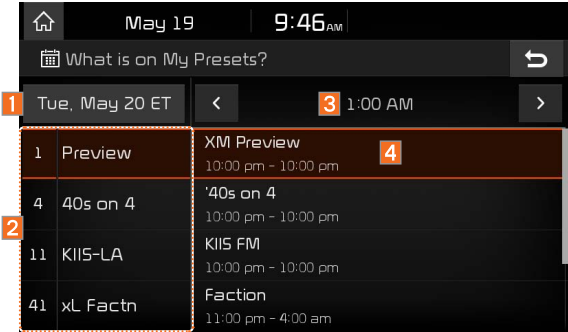 May 19 9:46 AM
What is on My Presets?
1 Tue, May 20 ET < 3 1:00 AM >
2
1 Preview XM Preview 4
10:00 pm - 10:00 pm
4 40s on 4 '40s on 4
10:00 pm - 10:00 pm
11 KIIS-LA KIIS FM
10:00 pm - 10:00 pm
41 xL Factn Faction
11:00 pm - 4:00 am